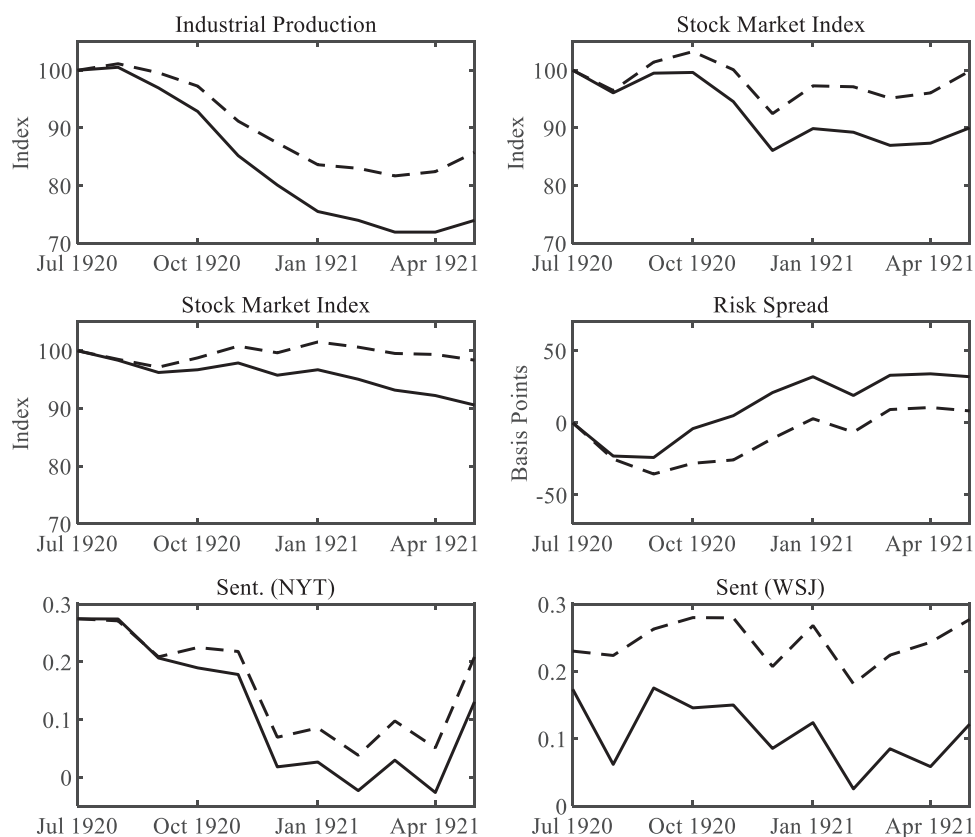 Industrial Production
Index
100
90
80
70
Jul 1920 Oct 1920 Jan 1921 Apr 1921
Stock Market Index
Index
100
90
80
70
Jul 1920 Oct 1920 Jan 1921 Apr 1921
Stock Market Index
Index
100
90
80
70
Jul 1920 Oct 1920 Jan 1921 Apr 1921
Risk Spread
Basis Points
50
0
-50
Jul 1920 Oct 1920 Jan 1921 Apr 1921
Sent. (NYT)
0.3
0.2
0.1
0
Jul 1920 Oct 1920 Jan 1921 Apr 1921
Sent (WSJ)
0.3
0.2
0.1
0
Jul 1920 Oct 1920 Jan 1921 Apr 1921